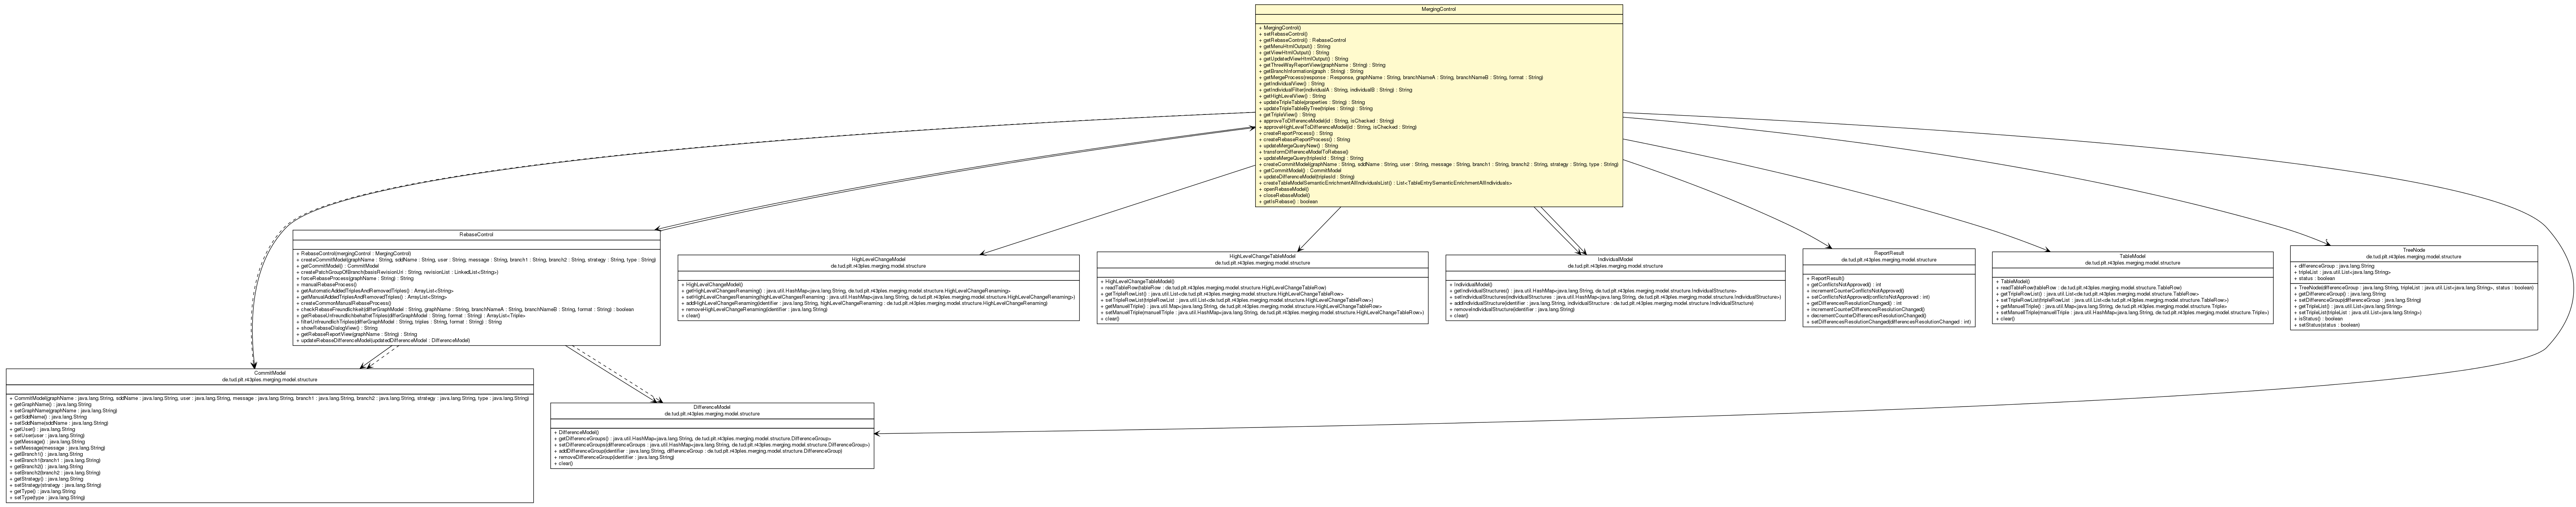 MergingControl
+ MergingControl()
+ setRebaseControl()
+ getRebaseControl() : RebaseControl
+ getMenuHtmlOutput() : String
+ getViewHtmlOutput() : String
+ getUpdatedViewHtmlOutput() : String
+ getThreeWayReportView(graphName : String) : String
+ getBranchInformation(graph : String) : String
+ getMergeProcess(response : Response, graphName : String, branchNameA : String, branchNameB : String, format : String)
+ getIndividualView() : String
+ getIndividualFilter(individualA : String, individualB : String) : String
+ getHighLevelView() : String
+ updateTripleTable(properties : String) : String
+ updateTripleTableByTree(triples : String) : String
+ getTripleView() : String
+ approveToDifferenceModel(id : String, isChecked : String)
+ approveHighLevelToDifferenceModel(id : String, isChecked : String)
+ createReportProcess() : String
+ createRebaseReportProcess() : String
+ updateMergeQueryNew() : String
+ transformDifferenceModelToRebase()
+ updateMergeQuery(triplesId : String) : String
+ createCommitModel(graphName : String, sddName : String, user : String, message : String, branch1 : String, branch2 : String, strategy : String, type : String)
+ getCommitModel() : CommitModel
+ updateDifferenceModel(triplesId : String)
+ createTableModelSemanticEnrichmentAllIndividualsList() : List<TableEntrySemanticEnrichmentAllIndividuals>
+ openRebaseModel()
+ closeRebaseModel()
+ getIsRebase() : boolean
RebaseControl
+ RebaseControl(mergingControl : MergingControl)
+ createCommitModel(graphName : String, sddName : String, user : String, message : String, branch1 : String, branch2 : String, strategy : String, type : String)
+ getCommitModel() : CommitModel
+ createPatchGroupOfBranch(basisRevisionUri : String, revisionList : LinkedList<String>)
+ forceRebaseProcess(graphName : String) : String
+ manualRebaseProcess()
+ getAutomaticAddedTriplesAndRemovedTriples() : ArrayList<String>
+ getManualAddedTriplesAndRemovedTriples() : ArrayList<String>
+ createCommonManualRebaseProcess()
+ checkRebaseFreundlichkeit(differGraphModel : String, graphName : String, branchNameA : String, branchNameB : String, format : String) : boolean
+ getRebaseUnfreundlichbehaftetTriples(differGraphModel : String, format : String) : ArrayList<Triple>
+ filterUnfreundlichTriples(differGraphModel : String, triples : String, format : String) : String
+ showRebaseDialogView() : String
+ getRebaseReportView(graphName : String) : String
+ updateRebaseDifferenceModel(updatedDifferenceModel : DifferenceModel)
HighLevelChangeModel
de.tud.plt.r43ples.merging.model.structure
+ HighLevelChangeModel()
+ getHighLevelChangesRenaming() : java.util.HashMap<java.lang.String, de.tud.plt.r43ples.merging.model.structure.HighLevelChangeRenaming>
+ setHighLevelChangesRenaming(highLevelChangesRenaming : java.util.HashMap<java.lang.String, de.tud.plt.r43ples.merging.model.structure.HighLevelChangeRenaming>)
+ addHighLevelChangeRenaming(identifier : java.lang.String, highLevelChangeRenaming : de.tud.plt.r43ples.merging.model.structure.HighLevelChangeRenaming)
+ removeHighLevelChangeRenaming(identifier : java.lang.String)
+ clear()
HighLevelChangeTableModel
de.tud.plt.r43ples.merging.model.structure
+ HighLevelChangeTableModel()
+ readTableRow(tableRow : de.tud.plt.r43ples.merging.model.structure.HighLevelChangeTableRow)
+ getTripleRowList() : java.util.List<de.tud.plt.r43ples.merging.model.structure.HighLevelChangeTableRow>
+ setTripleRowList(tripleRowList : java.util.List<de.tud.plt.r43ples.merging.model.structure.HighLevelChangeTableRow>)
+ getManuellTriple() : java.util.Map<java.lang.String, de.tud.plt.r43ples.merging.model.structure.HighLevelChangeTableRow>
+ setManuellTriple(manuellTriple : java.util.HashMap<java.lang.String, de.tud.plt.r43ples.merging.model.structure.HighLevelChangeTableRow>)
+ clear()
IndividualModel
de.tud.plt.r43ples.merging.model.structure
+ IndividualModel()
+ getIndividualStructures() : java.util.HashMap<java.lang.String, de.tud.plt.r43ples.merging.model.structure.IndividualStructure>
+ setIndividualStructures(individualStructures : java.util.HashMap<java.lang.String, de.tud.plt.r43ples.merging.model.structure.IndividualStructure>)
+ addIndividualStructure(identifier : java.lang.String, individualStructure : de.tud.plt.r43ples.merging.model.structure.IndividualStructure)
+ removeIndividualStructure(identifier : java.lang.String)
+ clear()
ReportResult
de.tud.plt.r43ples.merging.model.structure
+ ReportResult()
+ getConflictsNotApproved() : int
+ incrementCounterConflictsNotApproved()
+ setConflictsNotApproved(conflictsNotApproved : int)
+ getDifferencesResolutionChanged() : int
+ incrementCounterDifferencesResolutionChanged()
+ decrementCounterDifferencesResolutionChanged()
+ setDifferencesResolutionChanged(differencesResolutionChanged : int)
TableModel
de.tud.plt.r43ples.merging.model.structure
+ TableModel()
+ readTableRow(tableRow : de.tud.plt.r43ples.merging.model.structure.TableRow)
+ getTripleRowList() : java.util.List<de.tud.plt.r43ples.merging.model.structure.TableRow>
+ setTripleRowList(tripleRowList : java.util.List<de.tud.plt.r43ples.merging.model.structure.TableRow>)
+ getManuellTriple() : java.util.Map<java.lang.String, de.tud.plt.r43ples.merging.model.structure.Triple>
+ setManuellTriple(manuellTriple : java.util.HashMap<java.lang.String, de.tud.plt.r43ples.merging.model.structure.Triple>)
+ clear()
TreeNode
de.tud.plt.r43ples.merging.model.structure
+ differenceGroup : java.lang.String
+ tripleList : java.util.List<java.lang.String>
+ status : boolean
+ TreeNode(differenceGroup : java.lang.String, tripleList : java.util.List<java.lang.String>, status : boolean)
+ getDifferenceGroup() : java.lang.String
+ setDifferenceGroup(differenceGroup : java.lang.String)
+ getTripleList() : java.util.List<java.lang.String>
+ setTripleList(tripleList : java.util.List<java.lang.String>)
+ isStatus() : boolean
+ setStatus(status : boolean)
CommitModel
de.tud.plt.r43ples.merging.model.structure
+ CommitModel(graphName : java.lang.String, sddName : java.lang.String, user : java.lang.String, message : java.lang.String, branch1 : java.lang.String, branch2 : java.lang.String, strategy : java.lang.String, type : java.lang.String)
+ getGraphName() : java.lang.String
+ setGraphName(graphName : java.lang.String)
+ getSddName() : java.lang.String
+ setSddName(sddName : java.lang.String)
+ getUser() : java.lang.String
+ setUser(user : java.lang.String)
+ getMessage() : java.lang.String
+ setMessage(message : java.lang.String)
+ getBranch1() : java.lang.String
+ setBranch1(branch1 : java.lang.String)
+ getBranch2() : java.lang.String
+ setBranch2(branch2 : java.lang.String)
+ getStrategy() : java.lang.String
+ setStrategy(strategy : java.lang.String)
+ getType() : java.lang.String
+ setType(type : java.lang.String)
DifferenceModel
de.tud.plt.r43ples.merging.model.structure
+ DifferenceModel()
+ getDifferenceGroups() : java.util.HashMap<java.lang.String, de.tud.plt.r43ples.merging.model.structure.DifferenceGroup>
+ setDifferenceGroups(differenceGroups : java.util.HashMap<java.lang.String, de.tud.plt.r43ples.merging.model.structure.DifferenceGroup>)
+ addDifferenceGroup(identifier : java.lang.String, differenceGroup : de.tud.plt.r43ples.merging.model.structure.DifferenceGroup)
+ removeDifferenceGroup(identifier : java.lang.String)
+ clear()